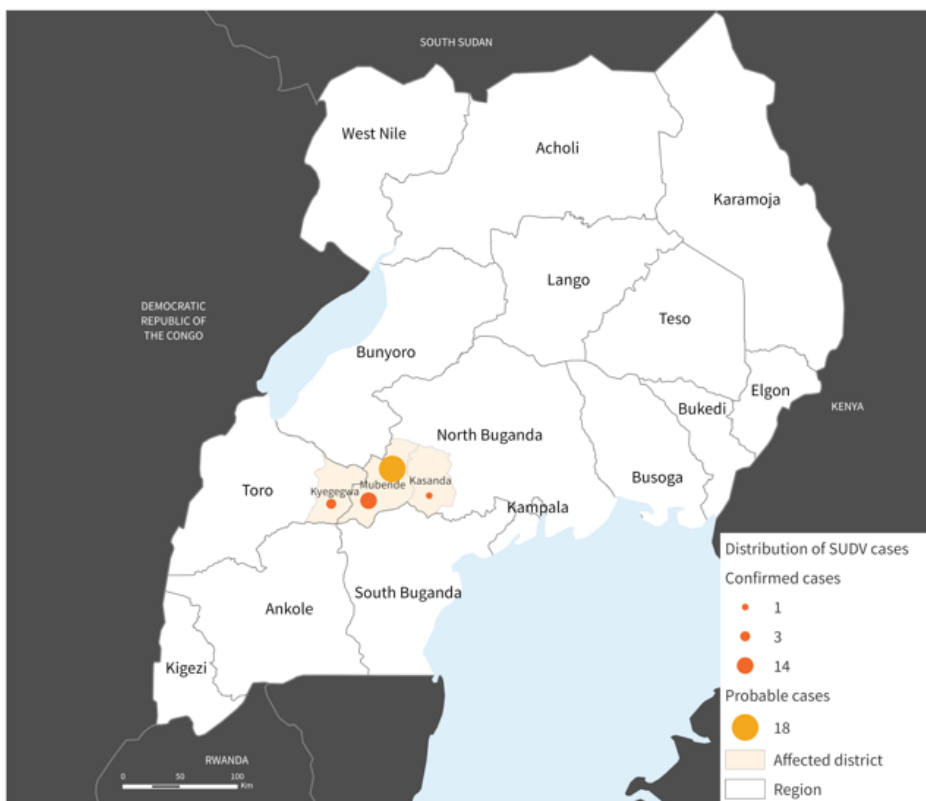 SOUTH SUDAN
West Nile
Acholi
Karamoja
Lango
DEMOCRATIC
REPUBLIC OF
THE CONGO
Teso
Bunyoro
Elgon
Bukedi
KENYA
North Buganda
Busoga
Toro
Kyegegwa
Mubende
Kasanda
Kampala
South Buganda
Ankole
Kigezi
RWANDA
0 50 100
Km
Distribution of SUDV cases
Confirmed cases
1
3
14
Probable cases
18
Affected district
Region